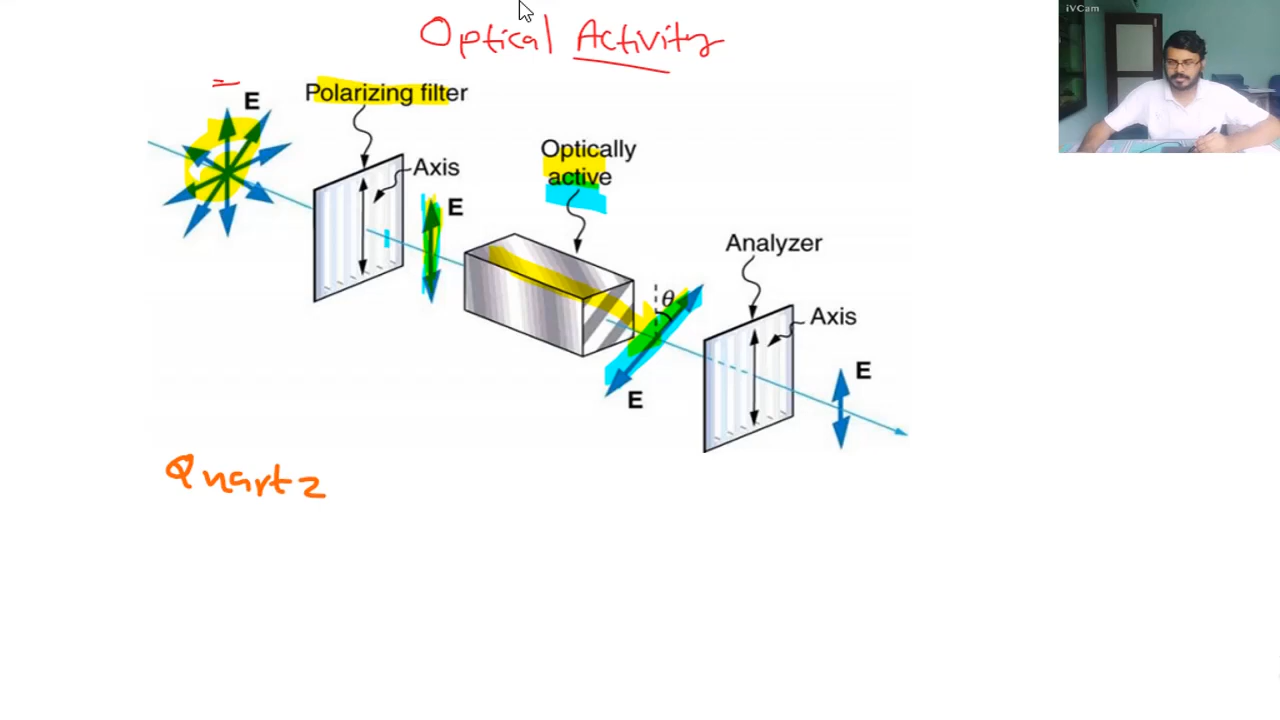 iVCam
Optical Activity
E
Polarizing filter
Axis
E
Optically
active
θ
E
Analyzer
Axis
E
Quartz